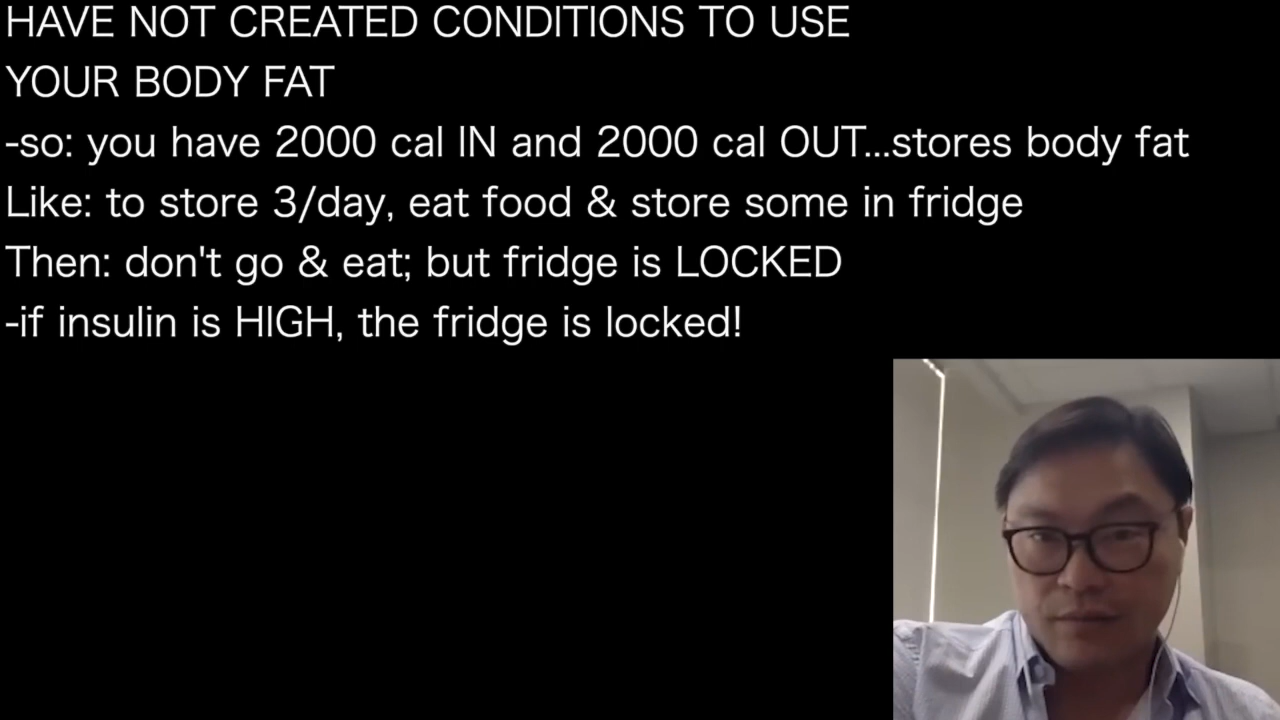 HAVE NOT CREATED CONDITIONS TO USE
YOUR BODY FAT
-so: you have 2000 cal IN and 2000 cal OUT...stores body fat
Like: to store 3/day, eat food & store some in fridge
Then: don't go & eat; but fridge is LOCKED
-if insulin is HIGH, the fridge is locked!